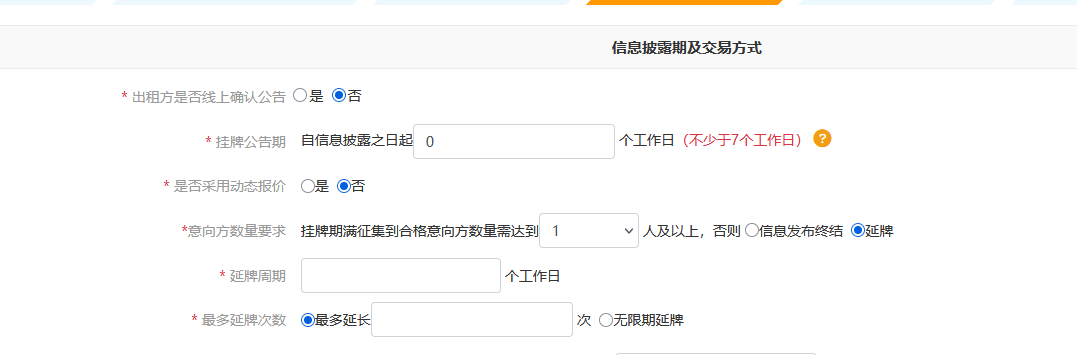 信息披露期及交易方式
* 出租方是否线上确认公告 是 否
* 挂牌公告期 自信息披露之日起 0 个工作日（不少于7个工作日） ?
* 是否采用动态报价 是 否
*意向方数量要求 挂牌期满征集到合格意向方数量需达到 1 人及以上，否则 信息发布终结 延牌
* 延牌周期 个工作日
* 最多延牌次数 最多延长 次 无限期延牌